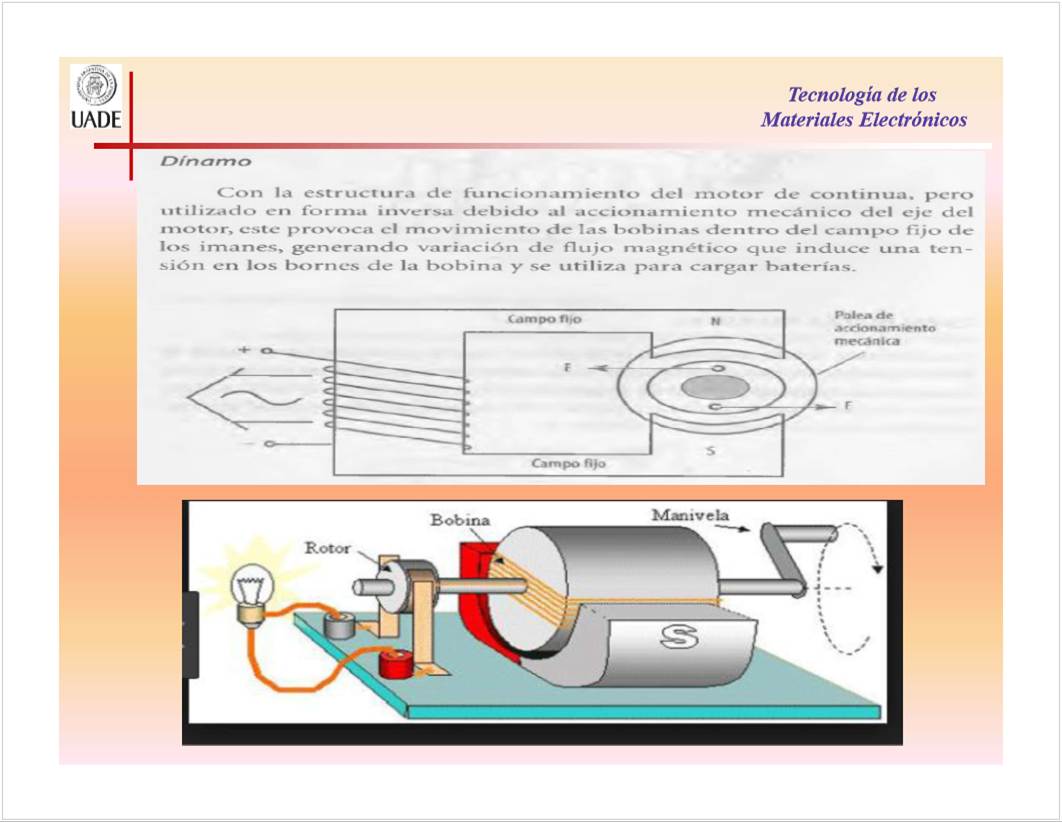 UADE
Tecnología de los
Materiales Electrónicos
Dínamo
Con la estructura de funcionamiento del motor de continua, pero
utilizado en forma inversa debido al accionamiento mecánico del eje del
motor, este provoca el movimiento de las bobinas dentro del campo fijo de
los imanes, generando variación de flujo magnético que induce una ten-
sión en los bornes de la bobina y se utiliza para cargar baterías.
Campo fijo
N
Polea de
accionamiento
mecánica
+
F
F
-
S
Campo fijo
Bobina
Manivela
Rotor
S